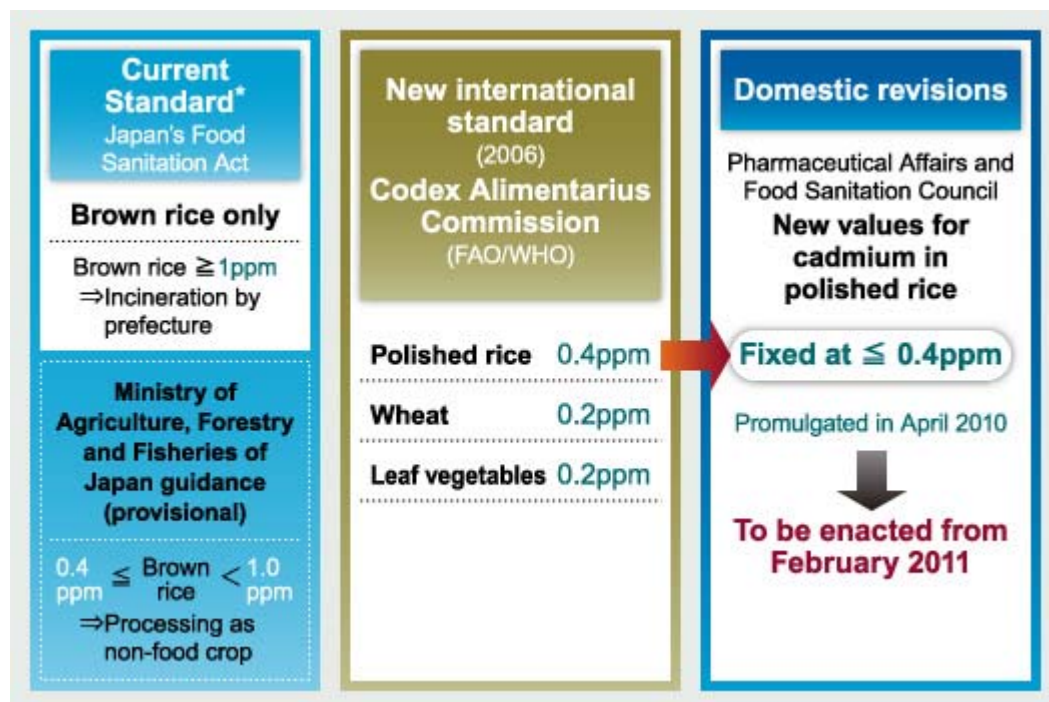 Current
Standard*
Japan's Food
Sanitation Act
Brown rice only
Brown rice ≧1ppm
⇒Incineration by
prefecture
Ministry of
Agriculture, Forestry
and Fisheries of
Japan guidance
(provisional)
0.4 ppm ≦ Brown rice < 1.0 ppm
⇒Processing as
non-food crop
New international
standard
(2006)
Codex Alimentarius
Commission
(FAO/WHO)
Polished rice 0.4ppm
Wheat 0.2ppm
Leaf vegetables 0.2ppm
Domestic revisions
Pharmaceutical Affairs and
Food Sanitation Council
New values for
cadmium in
polished rice
Fixed at ≦ 0.4ppm
Promulgated in April 2010
To be enacted from
February 2011